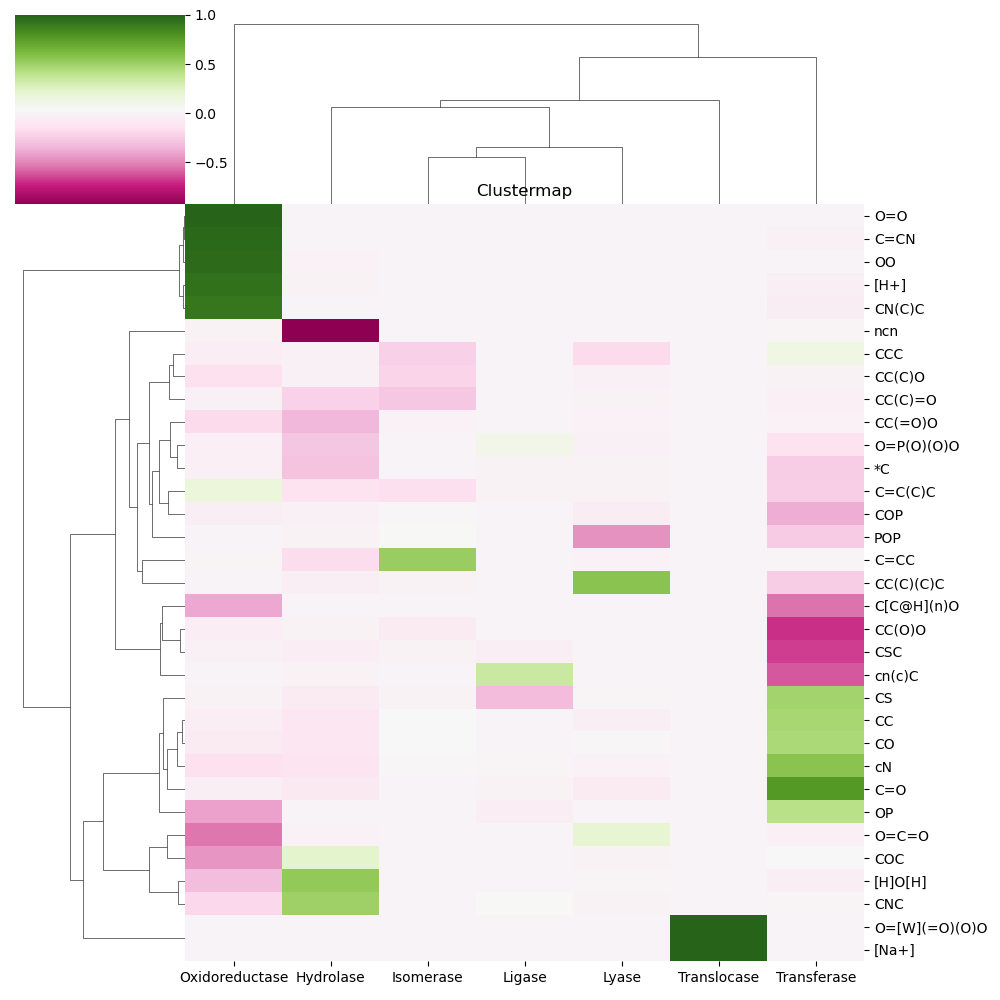 1.0
0.5
0.0
−0.5
Clustermap
O=O
C=CN
OO
[H+]
CN(C)C
ncn
CCC
CC(C)O
CC(C)=O
CC(=O)O
O=P(O)(O)O
*C
C=C(C)C
COP
POP
C=CC
CC(C)(C)C
C[C@H](n)O
CC(O)O
CSC
cn(c)C
CS
CC
CO
cN
C=O
OP
O=C=O
COC
[H]O[H]
CNC
O=[W](=O)(O)O
[Na+]
Oxidoreductase Hydrolase Isomerase Ligase Lyase Translocase Transferase